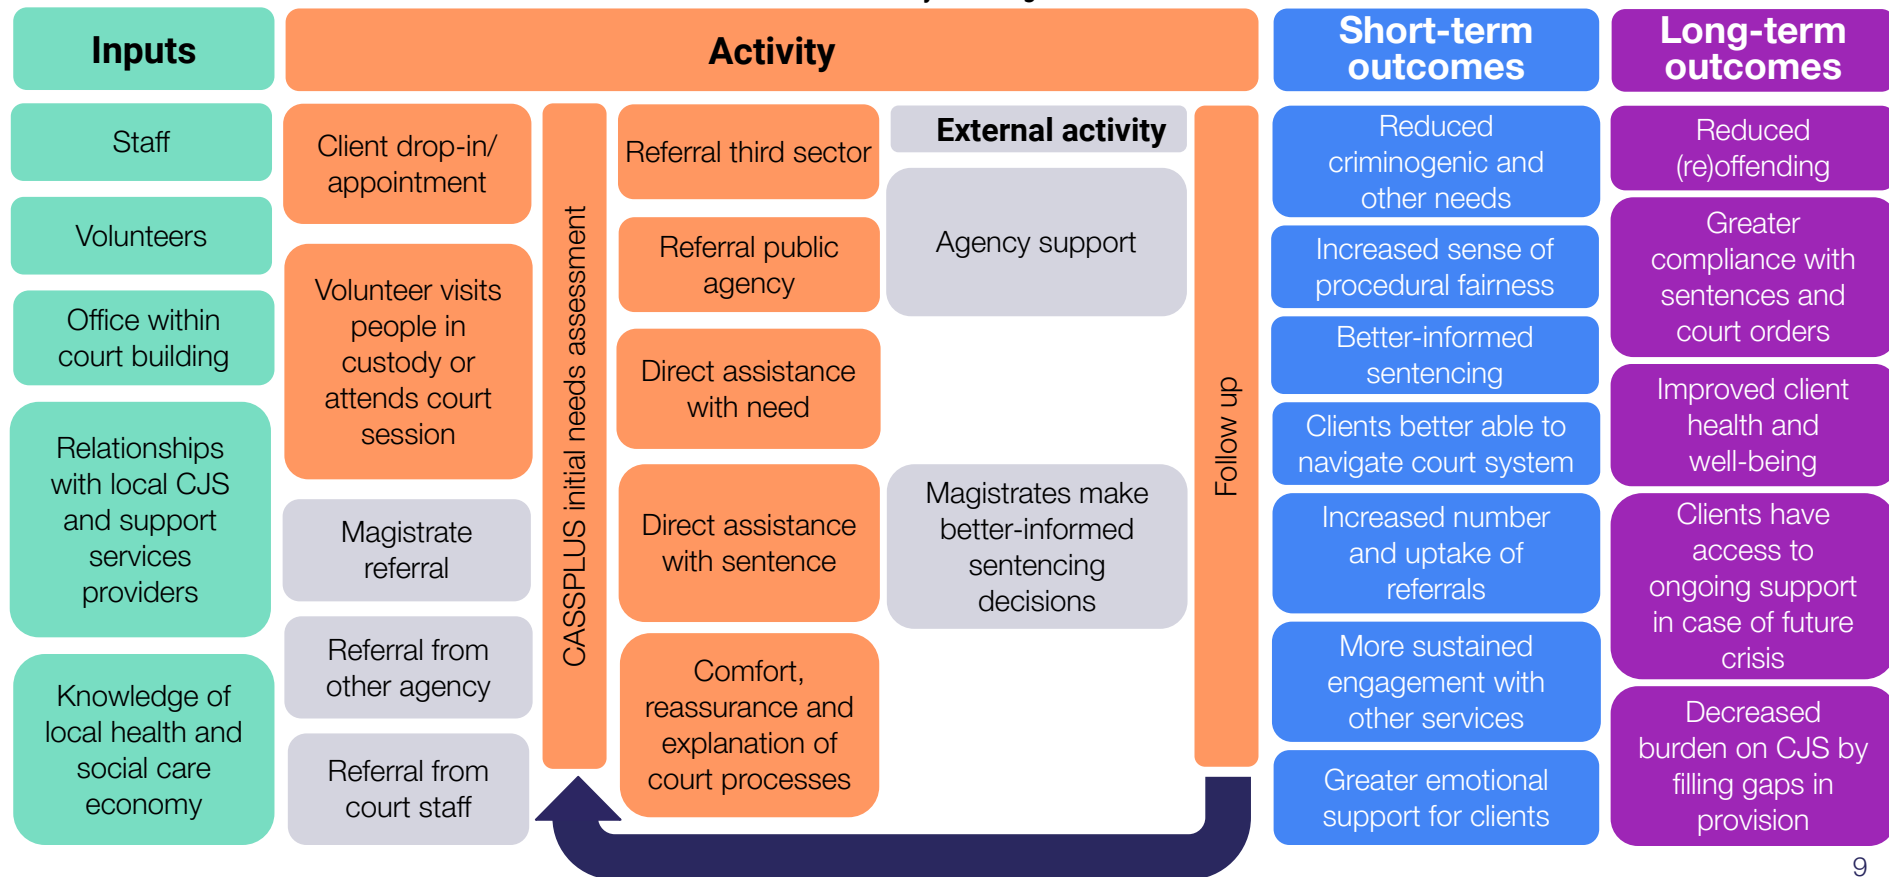 Inputs
Activity
Short-term
outcomes
Long-term
outcomes
Staff
Volunteers
Office within
court building
Relationships
with local CJS
and support
services
providers
Knowledge of
local health and
social care
economy
Client drop-in/
appointment
Volunteer visits
people in
custody or
attends court
session
Magistrate
referral
Referral from
other agency
Referral from
court staff
CASSPLUS initial needs assessment
Referral third sector
Referral public
agency
Direct assistance
with need
Direct assistance
with sentence
Comfort,
reassurance and
explanation of
court processes
External activity
Agency support
Magistrates make
better-informed
sentencing
decisions
Follow up
Reduced
criminogenic and
other needs
Increased sense of
procedural fairness
Better-informed
sentencing
Clients better able to
navigate court system
Increased number
and uptake of
referrals
More sustained
engagement with
other services
Greater emotional
support for clients
Reduced
(re)offending
Greater
compliance with
sentences and
court orders
Improved client
health and
well-being
Clients have
access to
ongoing support
in case of future
crisis
Decreased
burden on CJS by
filling gaps in
provision
9